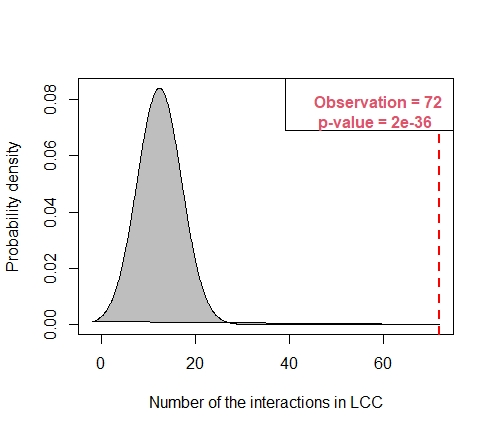 Observation = 72
p-value = 2e-36
Probability density
0.08
0.06
0.04
0.02
0.00
0 20 40 60
Number of the interactions in LCC